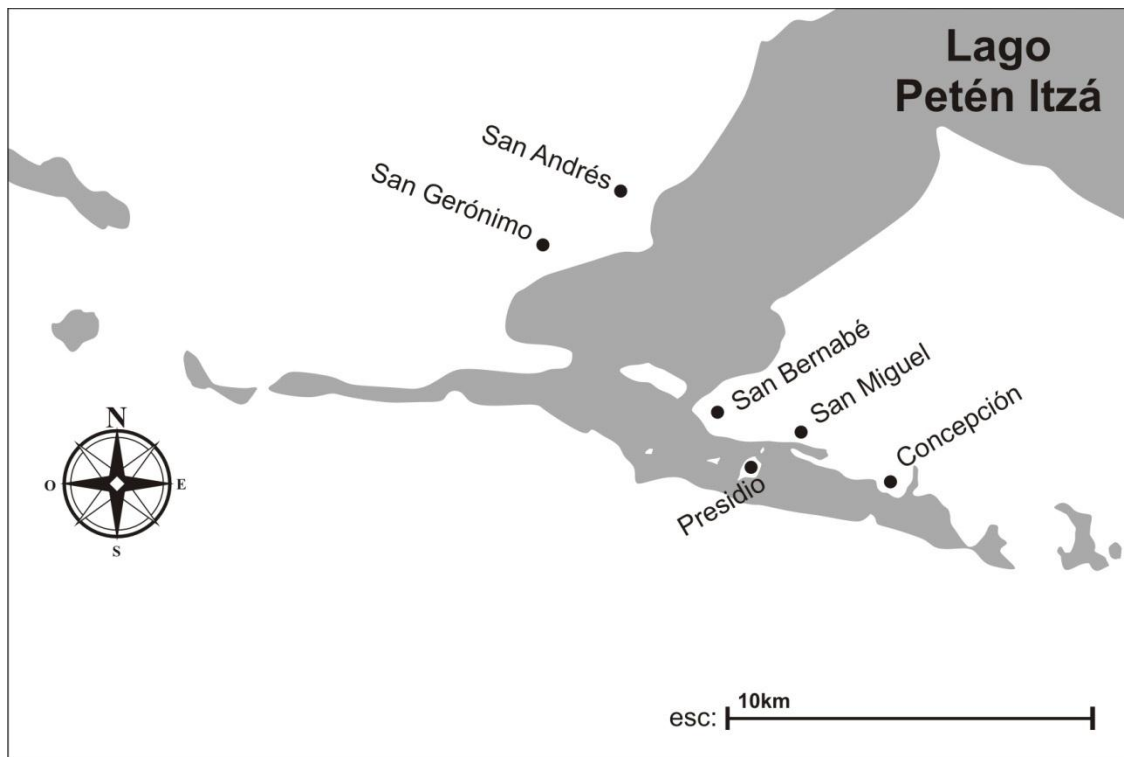 Lago
Petén Itzá
San Andrés
San Gerónimo
San Bernabé
San Miguel
Concepción
Presidio
N
O
E
S
10km
esc: